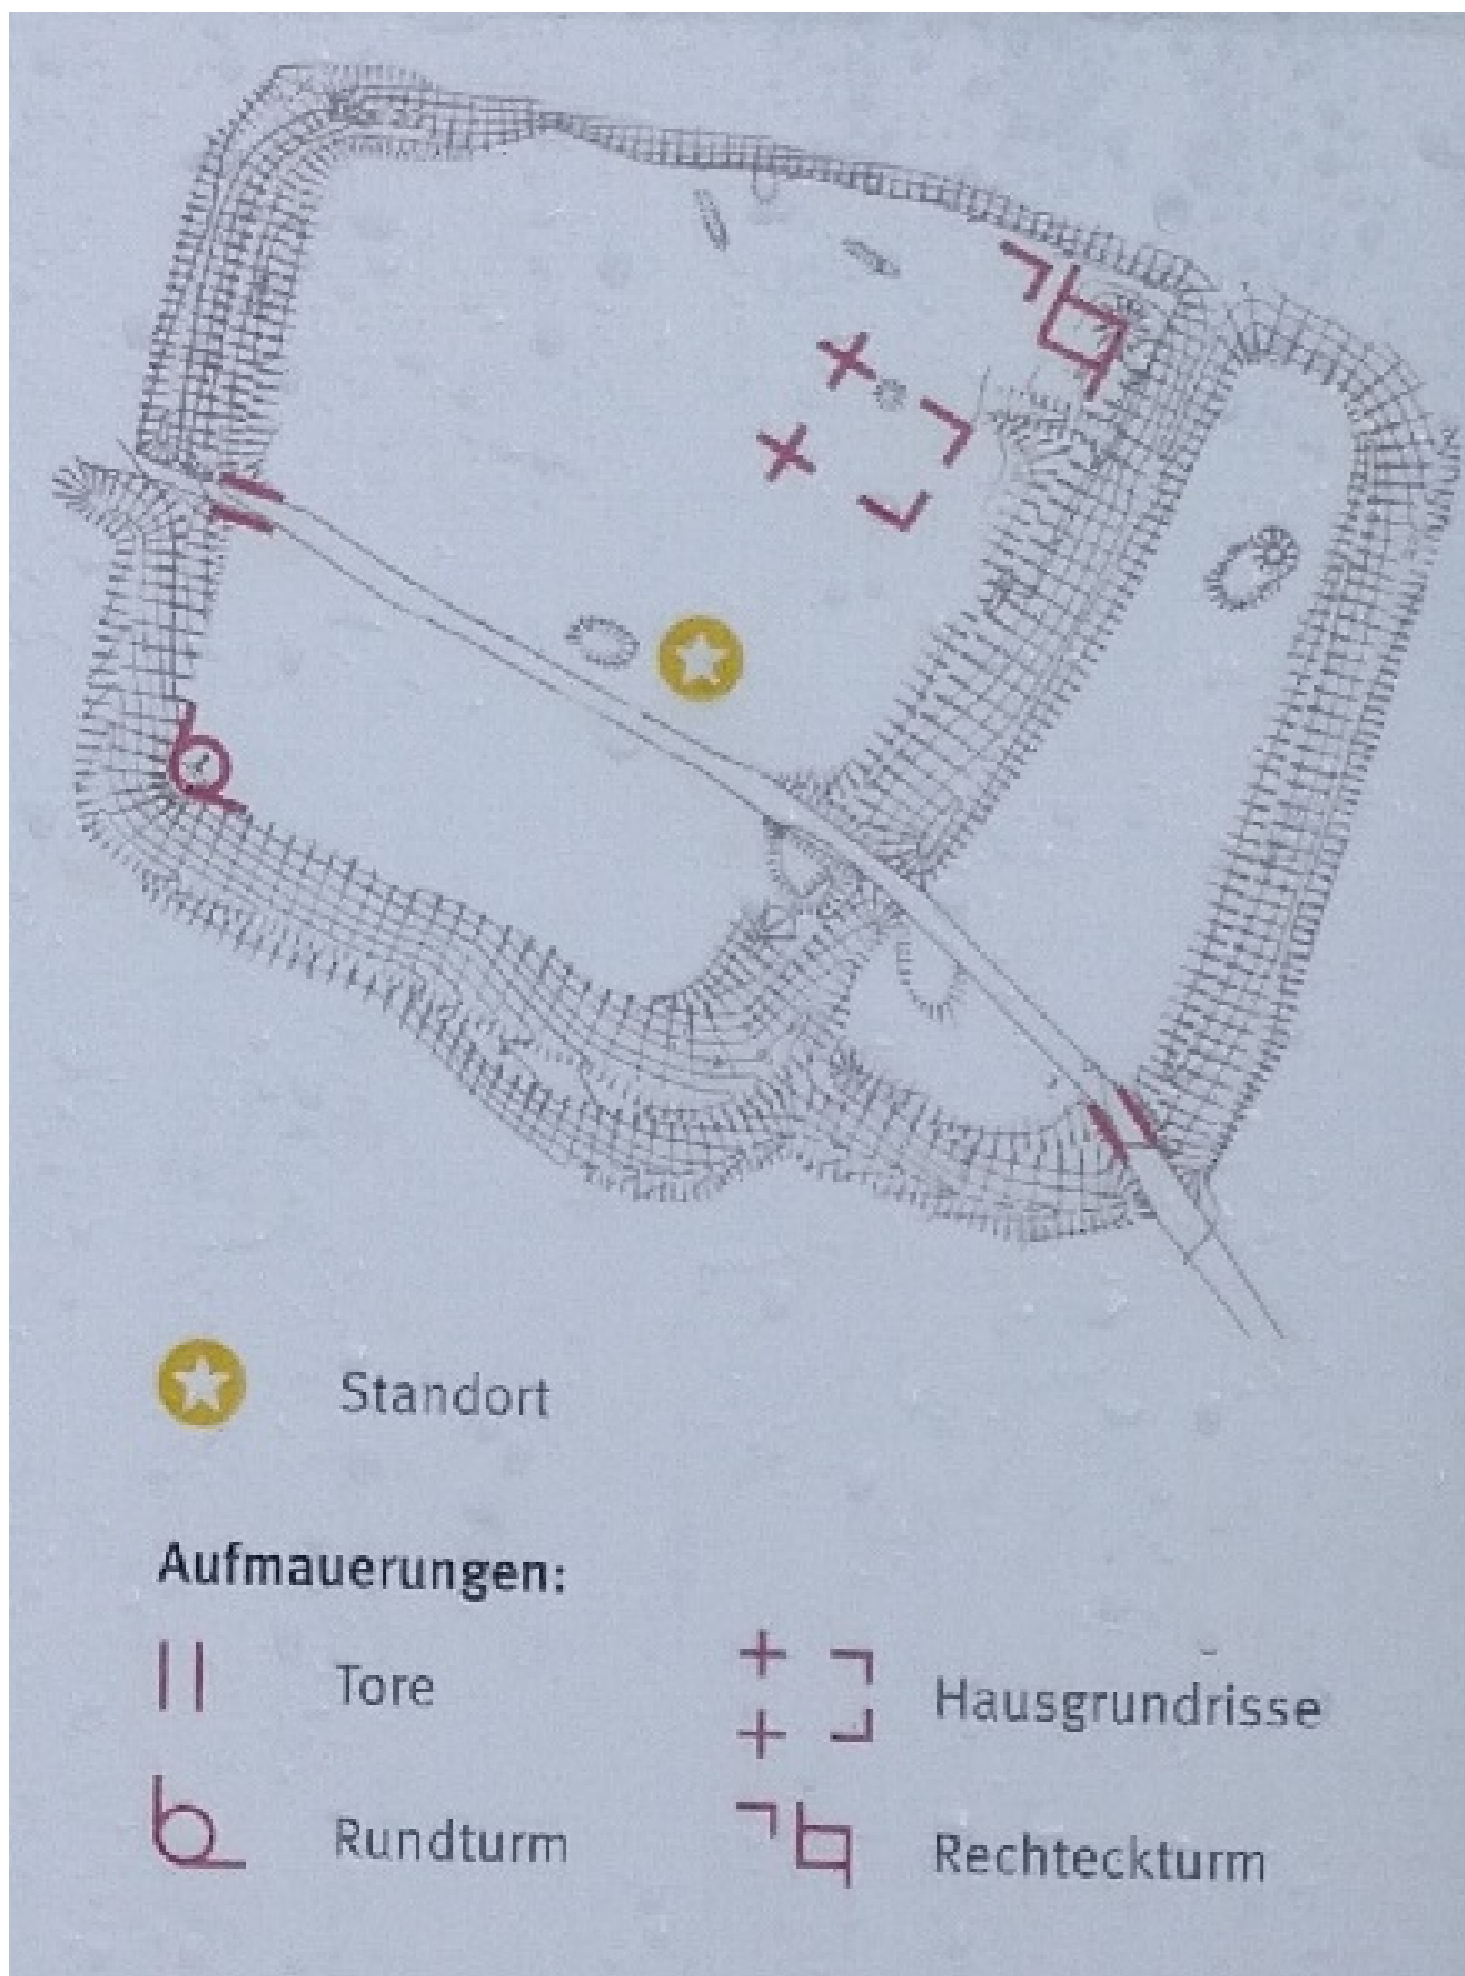 Standort
Aufmauerungen:
Tore
Hausgrundrisse
Rundturm
Rechteckturm